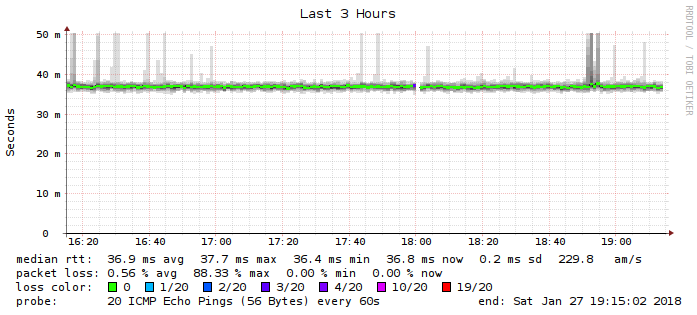 Last 3 Hours
RRDTOOL / TOBI OETIKER
Seconds
50 m
40 m
30 m
20 m
10 m
0
16:20 16:40 17:00 17:20 17:40 18:00 18:20 18:40 19:00
median rtt: 36.9 ms avg 37.7 ms max 36.4 ms min 36.8 ms now 0.2 ms sd 229.8 am/s
packet loss: 0.56 % avg 88.33 % max 0.00 % min 0.00 % now
loss color: 0 1/20 2/20 3/20 4/20 10/20 19/20
probe: 20 ICMP Echo Pings (56 Bytes) every 60s end: Sat Jan 27 19:15:02 2018